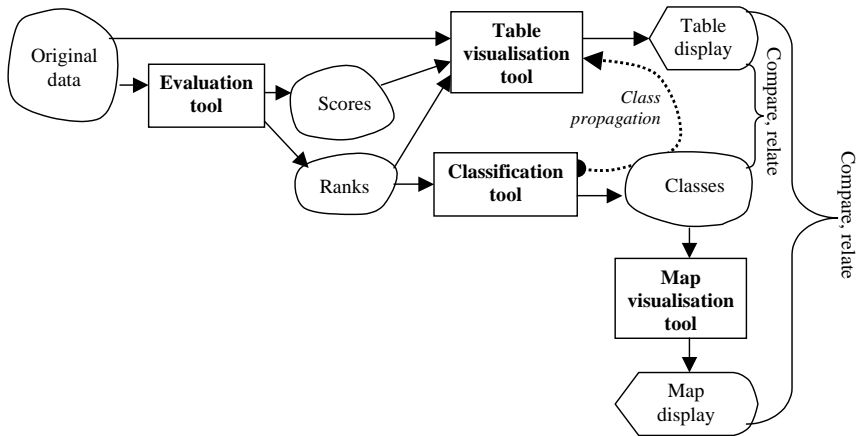 Original
data
Evaluation
tool
Scores
Ranks
Table
visualisation
tool
Class
propagation
Classification
tool
Classes
Table
display
Compare, relate
Compare, relate
Map
visualisation
tool
Map
display